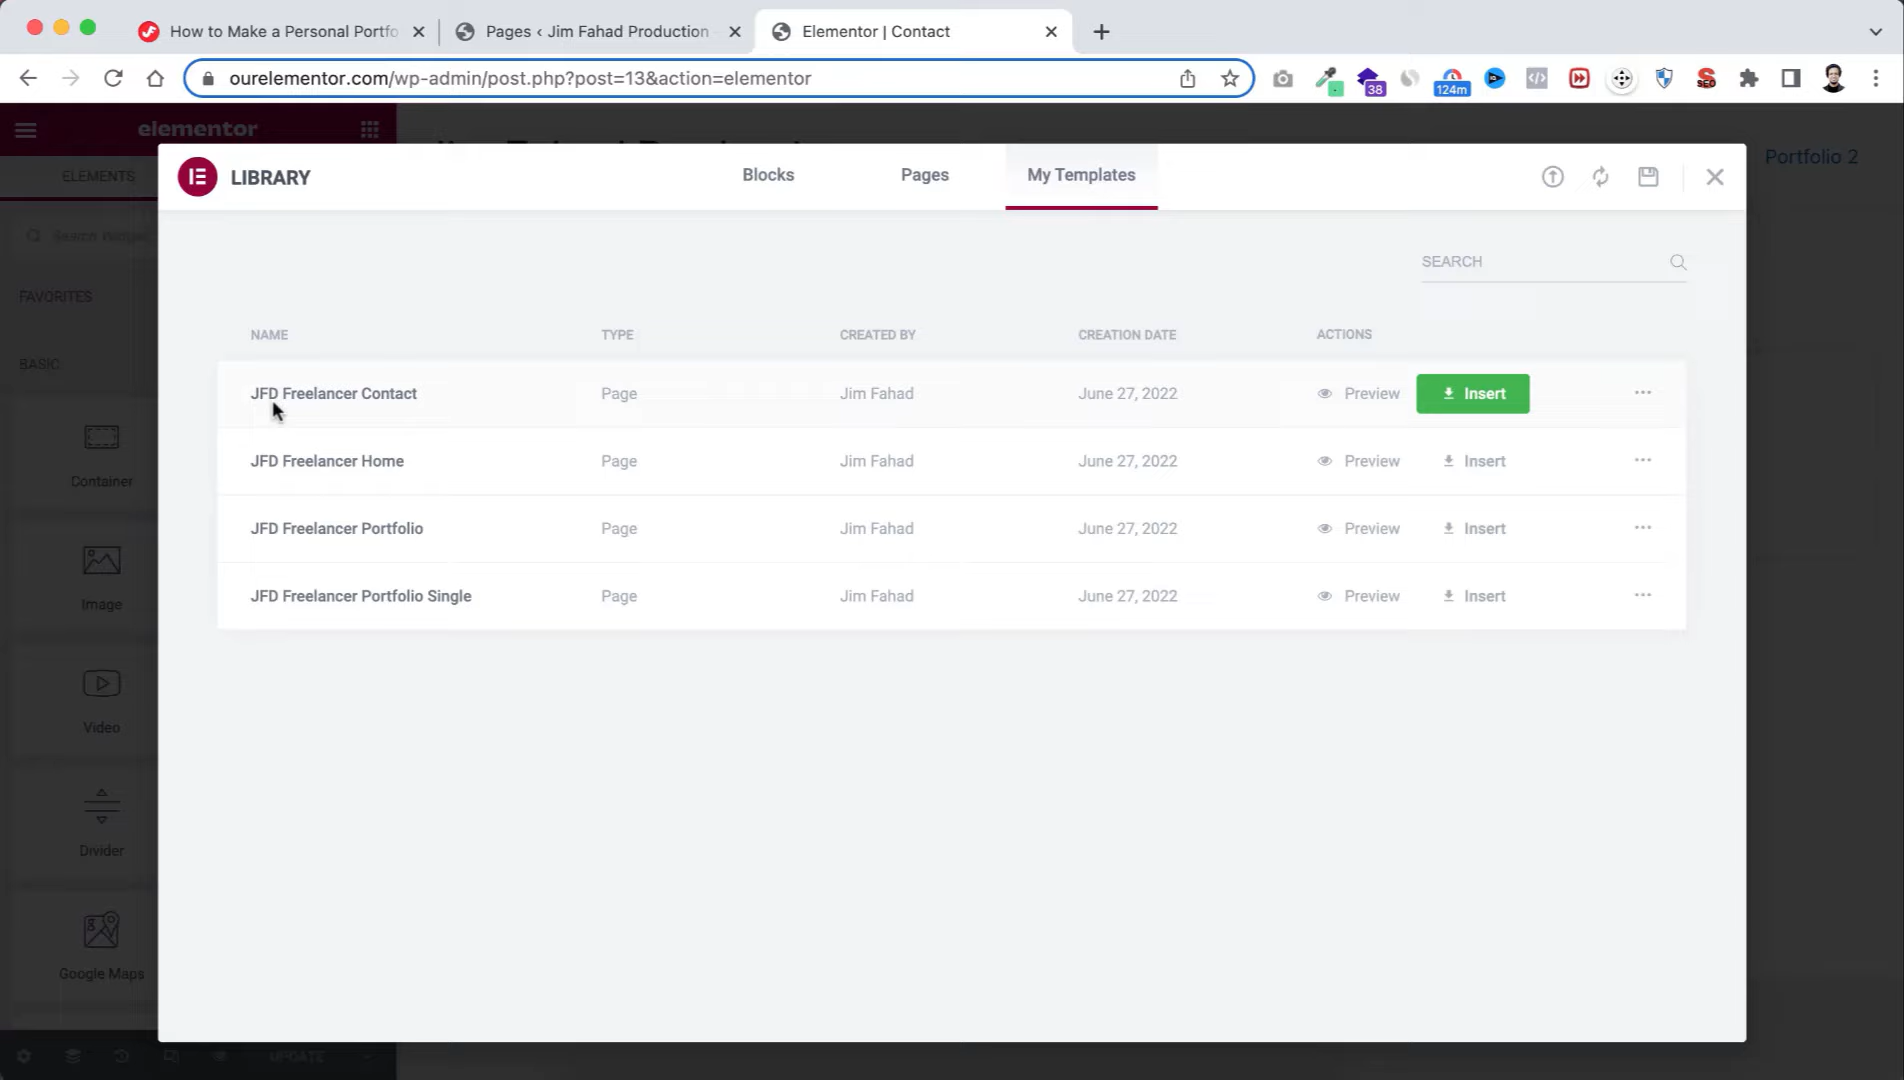 How to Make a Personal Portfo
Pages ‹ Jim Fahad Production
Elementor | Contact
ourelementor.com/wp-admin/post.php?post=13&action=elementor
38
124m
SEO
elementor
Portfolio 2
ELEMENTS
LIBRARY
Blocks
Pages
My Templates
Search Widget
SEARCH
FAVORITES
NAME TYPE CREATED BY CREATION DATE ACTIONS
BASIC
JFD Freelancer Contact Page Jim Fahad June 27, 2022 Preview Insert
JFD Freelancer Home Page Jim Fahad June 27, 2022 Preview Insert
Container
JFD Freelancer Portfolio Page Jim Fahad June 27, 2022 Preview Insert
JFD Freelancer Portfolio Single Page Jim Fahad June 27, 2022 Preview Insert
Image
Video
Divider
Google Maps
UPDATE